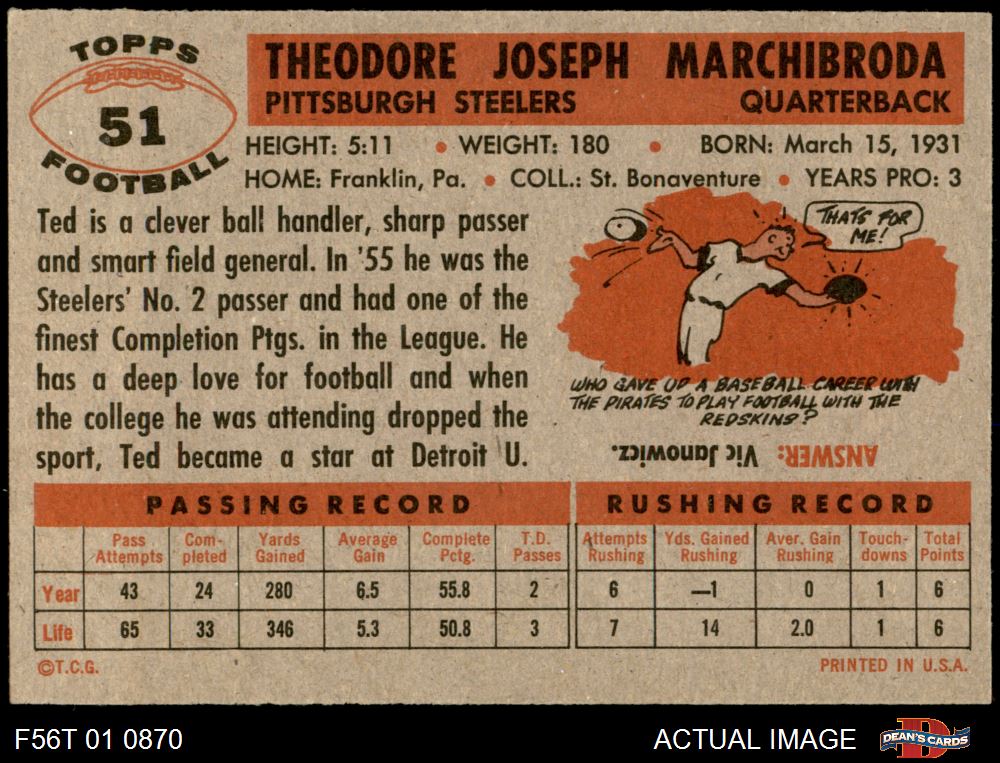 TOPPS
51
FOOTBALL
THEODORE JOSEPH MARCHIBRODA
PITTSBURGH STEELERS QUARTERBACK
HEIGHT: 5:11 • WEIGHT: 180 • BORN: March 15, 1931
HOME: Franklin, Pa. • COLL.: St. Bonaventure • YEARS PRO: 3
Ted is a clever ball handler, sharp passer
and smart field general. In '55 he was the
Steelers' No. 2 passer and had one of the
finest Completion Ptgs. in the League. He
has a deep love for football and when
the college he was attending dropped the
sport, Ted became a star at Detroit U.
THAT'S FOR
ME!
WHO GAVE UP A BASEBALL CAREER WITH
THE PIRATES TO PLAY FOOTBALL WITH THE
REDSKINS?
ANSWER: Vic Janowicz.
PASSING RECORD RUSHING RECORD
Pass Attempts Com-pleted Yards Gained Average Gain Complete Pctg. T.D. Passes Attempts Rushing Yds. Gained Rushing Aver. Gain Rushing Touch-downs Total Points
Year 43 24 280 6.5 55.8 2 6 —1 0 1 6
Life 65 33 346 5.3 50.8 3 7 14 2.0 1 6
©T.C.G. PRINTED IN U.S.A.
F56T 01 0870 ACTUAL IMAGE D DEAN'S CARDS